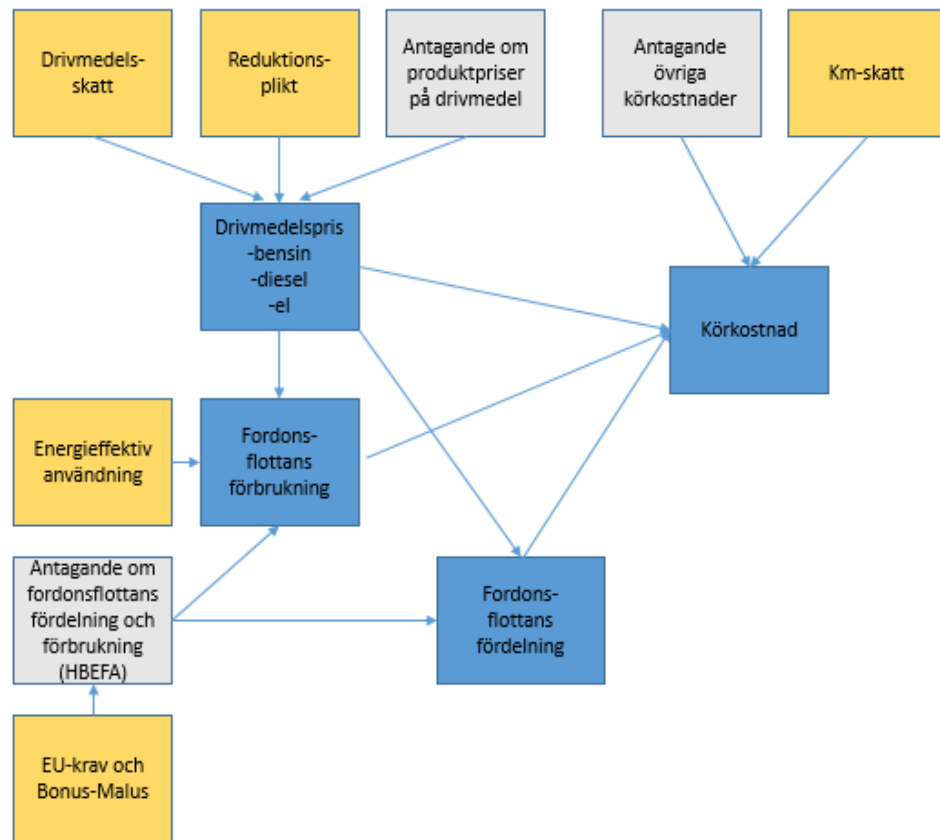 Drivmedels-
skatt
Reduktions-
plikt
Antagande om
produktpriser
på drivmedel
Antagande
övriga
körkostnader
Km-skatt
Drivmedelspris
-bensin
-diesel
-el
Körkostnad
Energieffektiv
användning
Fordons-
flottans
förbrukning
Antagande om
fordonsflottans
fördelning och
förbrukning
(HBEFA)
Fordons-
flottans
fördelning
EU-krav och
Bonus-Malus